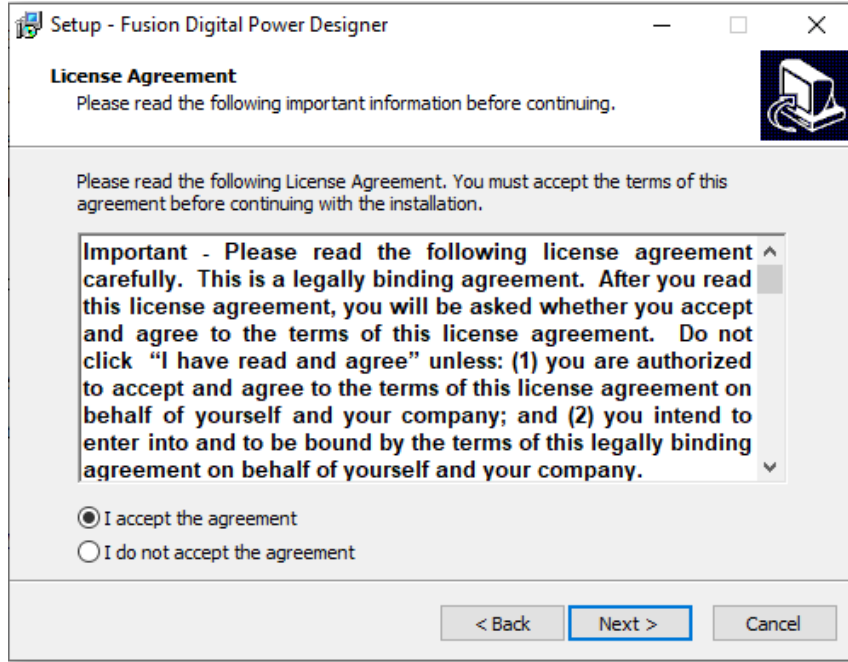 Setup - Fusion Digital Power Designer
License Agreement
Please read the following important information before continuing.
Please read the following License Agreement. You must accept the terms of this
agreement before continuing with the installation.
Important - Please read the following license agreement
carefully. This is a legally binding agreement. After you read
this license agreement, you will be asked whether you accept
and agree to the terms of this license agreement. Do not
click “I have read and agree” unless: (1) you are authorized
to accept and agree to the terms of this license agreement on
behalf of yourself and your company; and (2) you intend to
enter into and to be bound by the terms of this legally binding
agreement on behalf of yourself and your company.
I accept the agreement
I do not accept the agreement
< Back Next > Cancel